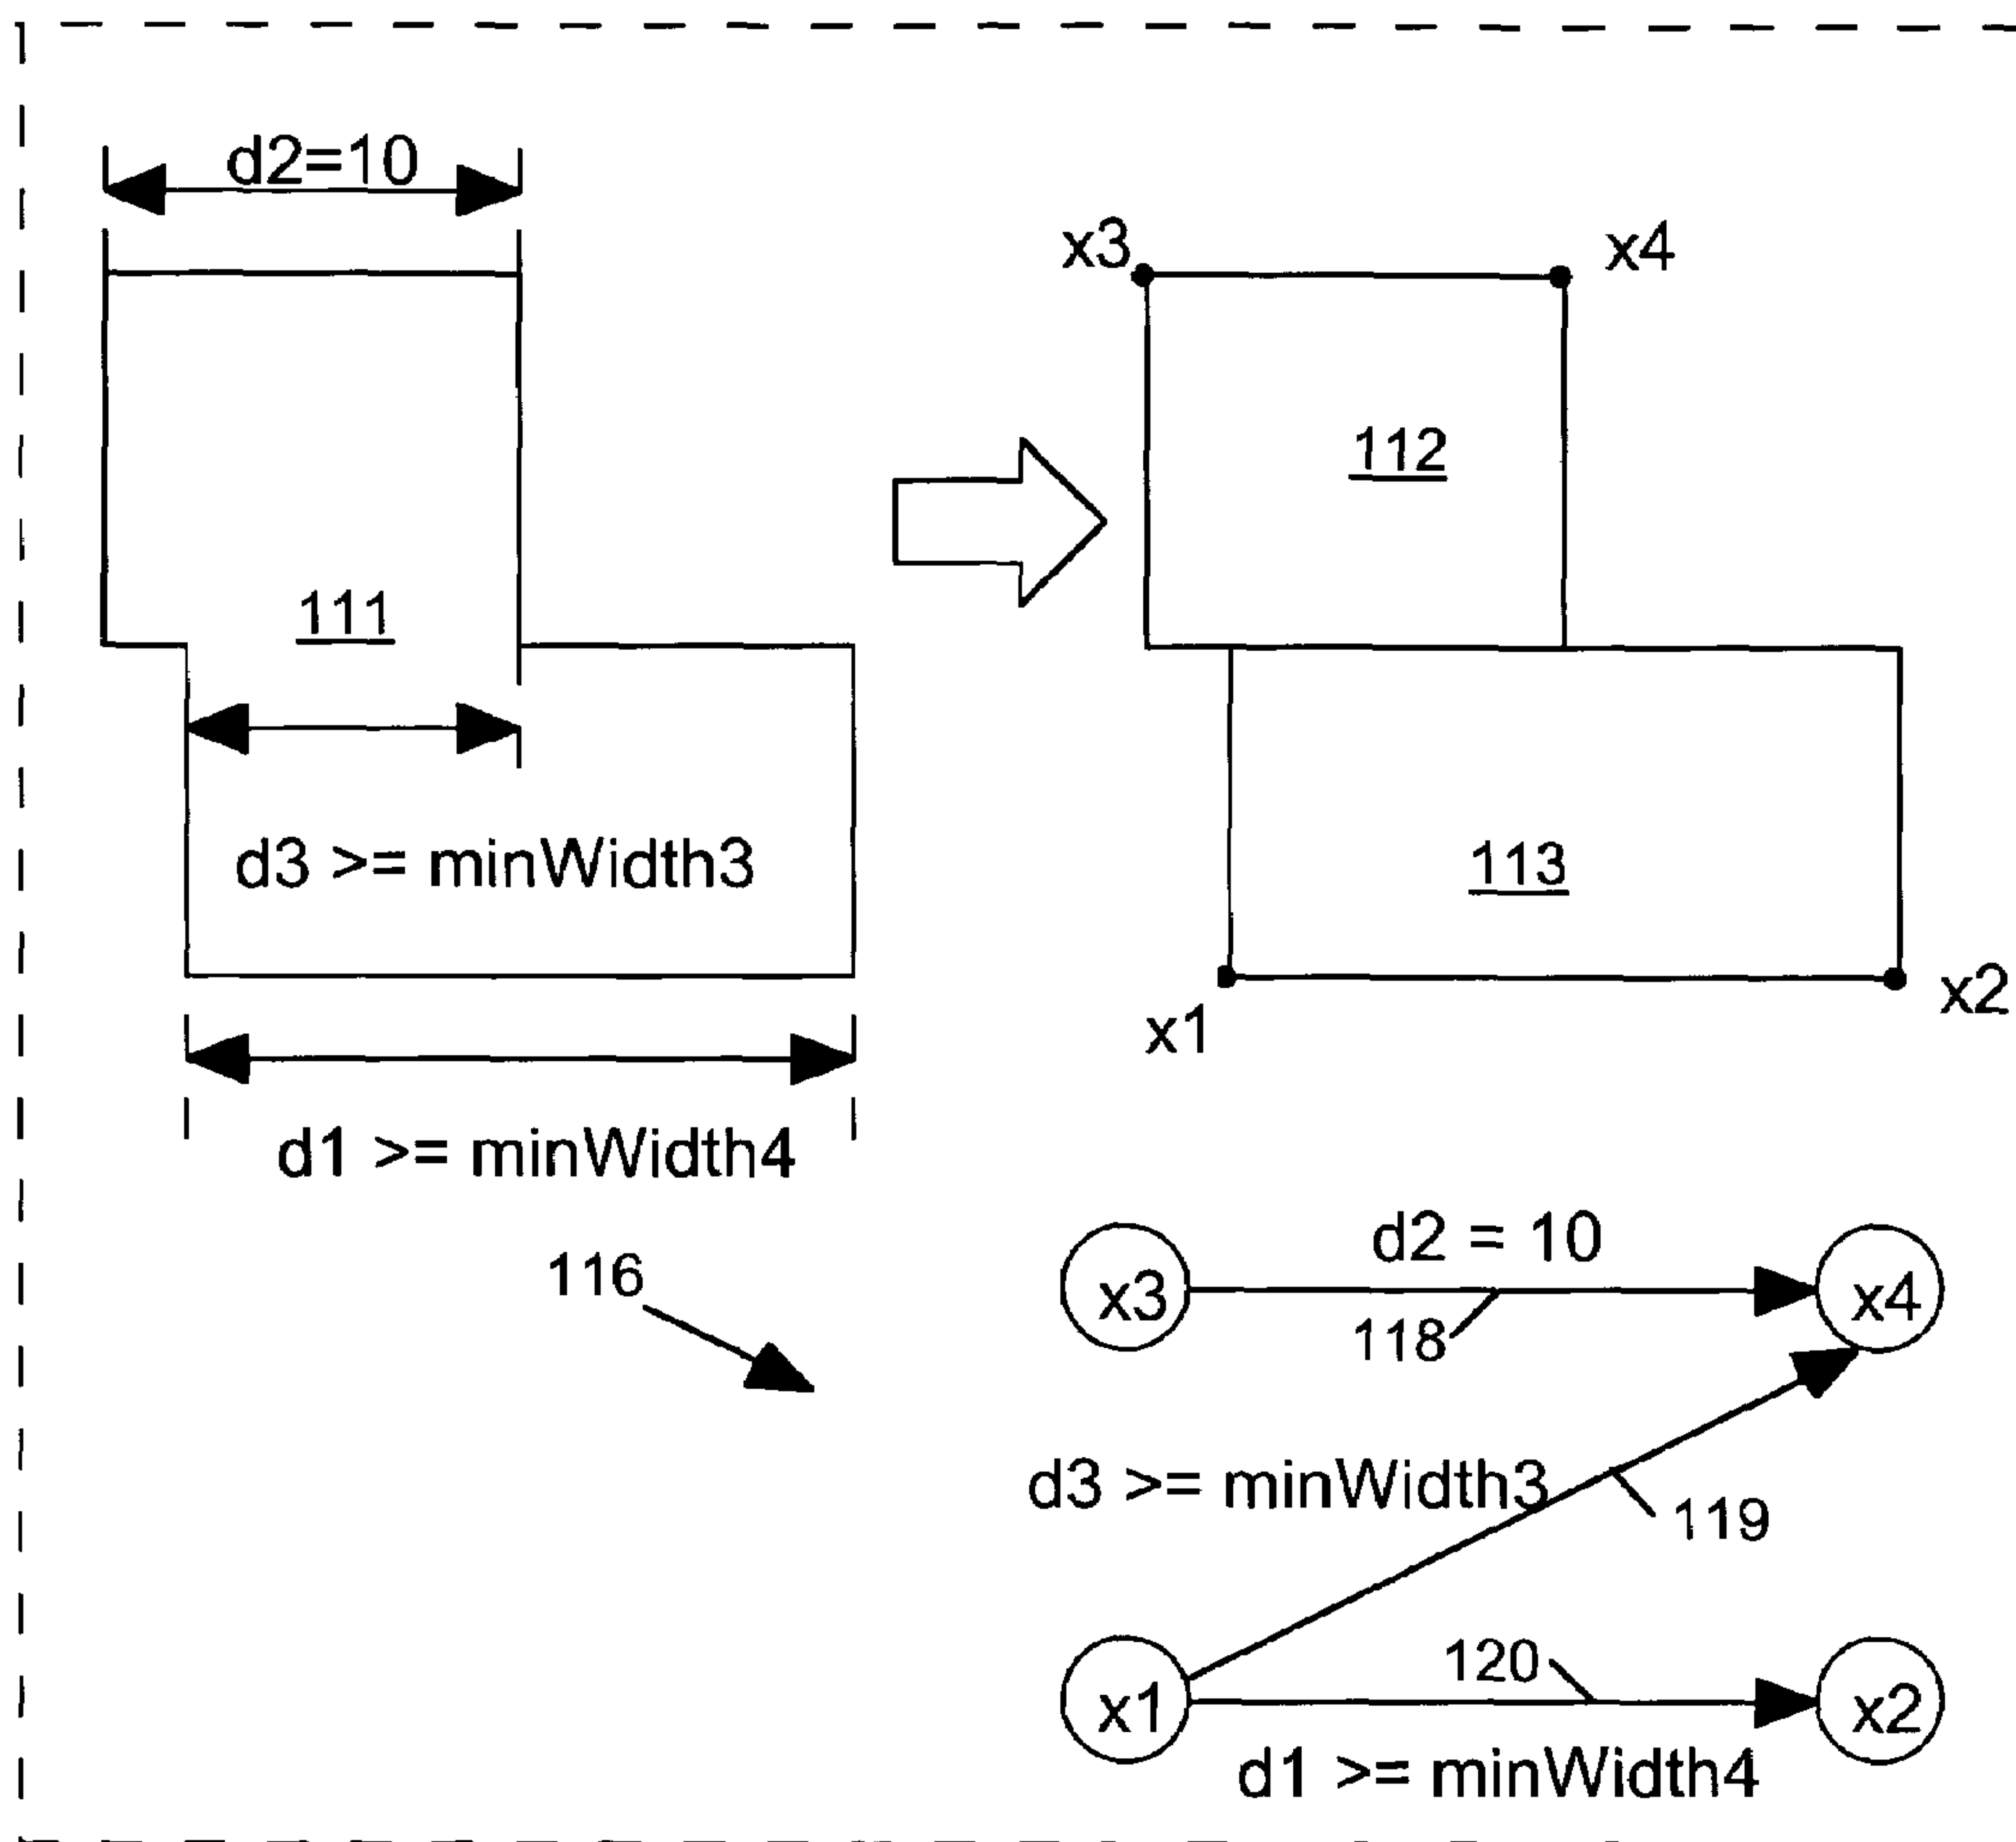 d2=10
x3
x4
112
111
d3 >= minWidth3
113
x1
x2
d1 >= minWidth4
116
d2 = 10
x3
x4
118
d3 >= minWidth3
119
120
x1
x2
d1 >= minWidth4